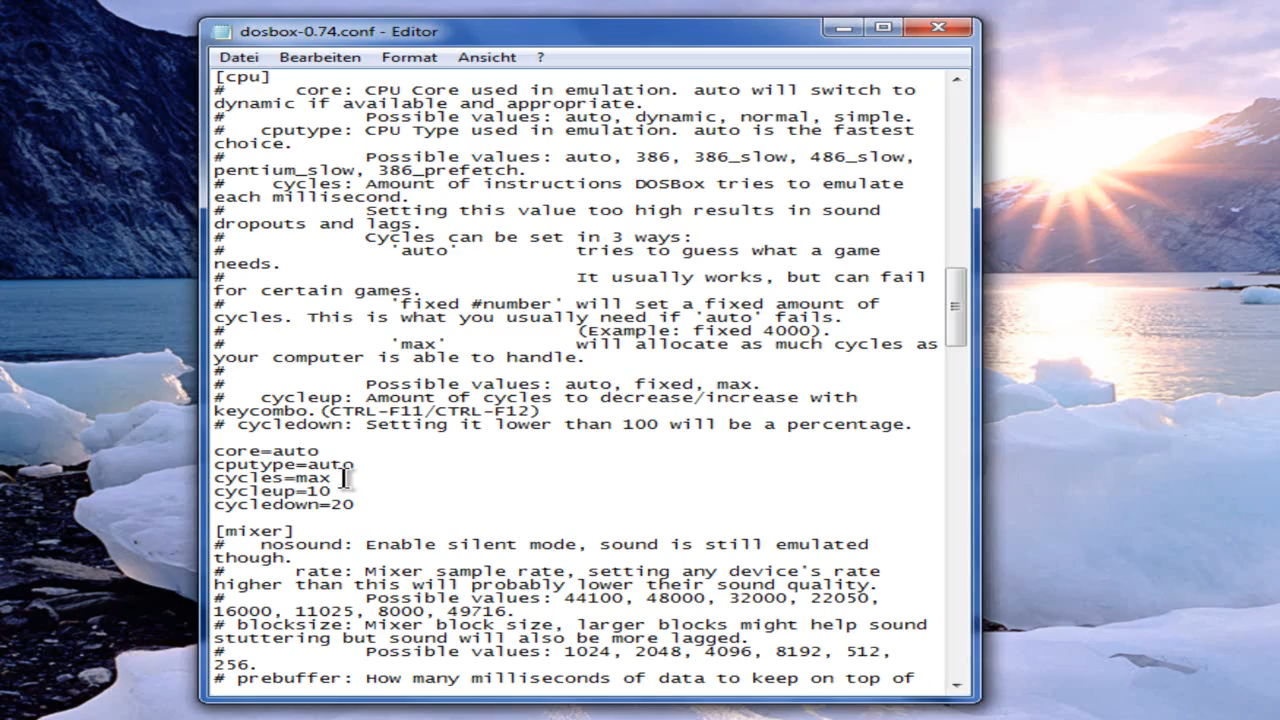 dosbox-0.74.conf - Editor
Datei Bearbeiten Format Ansicht ?
[cpu]
# core: CPU Core used in emulation. auto will switch to
dynamic if available and appropriate.
# Possible values: auto, dynamic, normal, simple.
# cputype: CPU Type used in emulation. auto is the fastest
choice.
# Possible values: auto, 386, 386_slow, 486_slow,
pentium_slow, 386_prefetch.
# cycles: Amount of instructions DOSBox tries to emulate
each millisecond.
# Setting this value too high results in sound
dropouts and lags.
# Cycles can be set in 3 ways:
# 'auto' tries to guess what a game
needs.
# It usually works, but can fail
for certain games.
# 'fixed #number' will set a fixed amount of
cycles. This is what you usually need if 'auto' fails.
# (Example: fixed 4000).
# 'max' will allocate as much cycles as
your computer is able to handle.
#
# Possible values: auto, fixed, max.
# cycleup: Amount of cycles to decrease/increase with
keycombo.(CTRL-F11/CTRL-F12)
# cycledown: Setting it lower than 100 will be a percentage.
core=auto
cputype=auto
cycles=max
cycleup=10
cycledown=20
[mixer]
# nosound: Enable silent mode, sound is still emulated
though.
# rate: Mixer sample rate, setting any device's rate
higher than this will probably lower their sound quality.
# Possible values: 44100, 48000, 32000, 22050,
16000, 11025, 8000, 49716.
# blocksize: Mixer block size, larger blocks might help sound
stuttering but sound will also be more lagged.
# Possible values: 1024, 2048, 4096, 8192, 512,
256.
# prebuffer: How many milliseconds of data to keep on top of